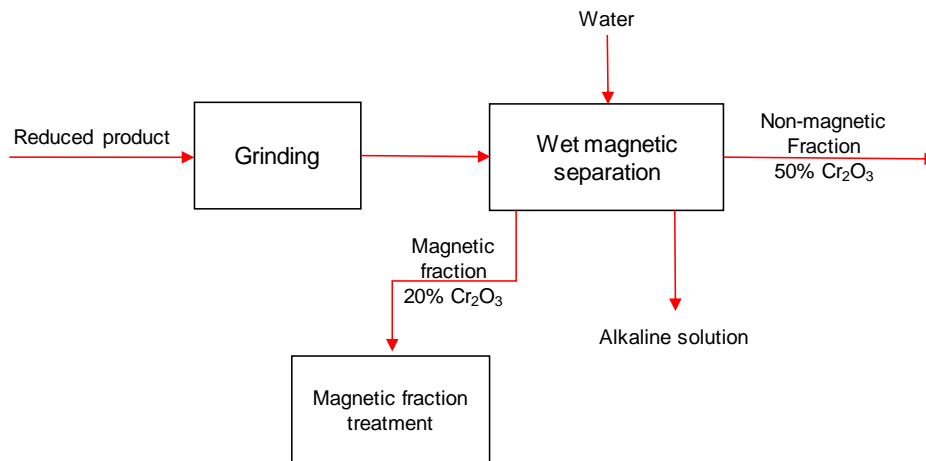 Water
Reduced product
Grinding
Wet magnetic
separation
Non-magnetic
Fraction
50% Cr₂O₃
Magnetic
fraction
20% Cr₂O₃
Alkaline solution
Magnetic fraction
treatment